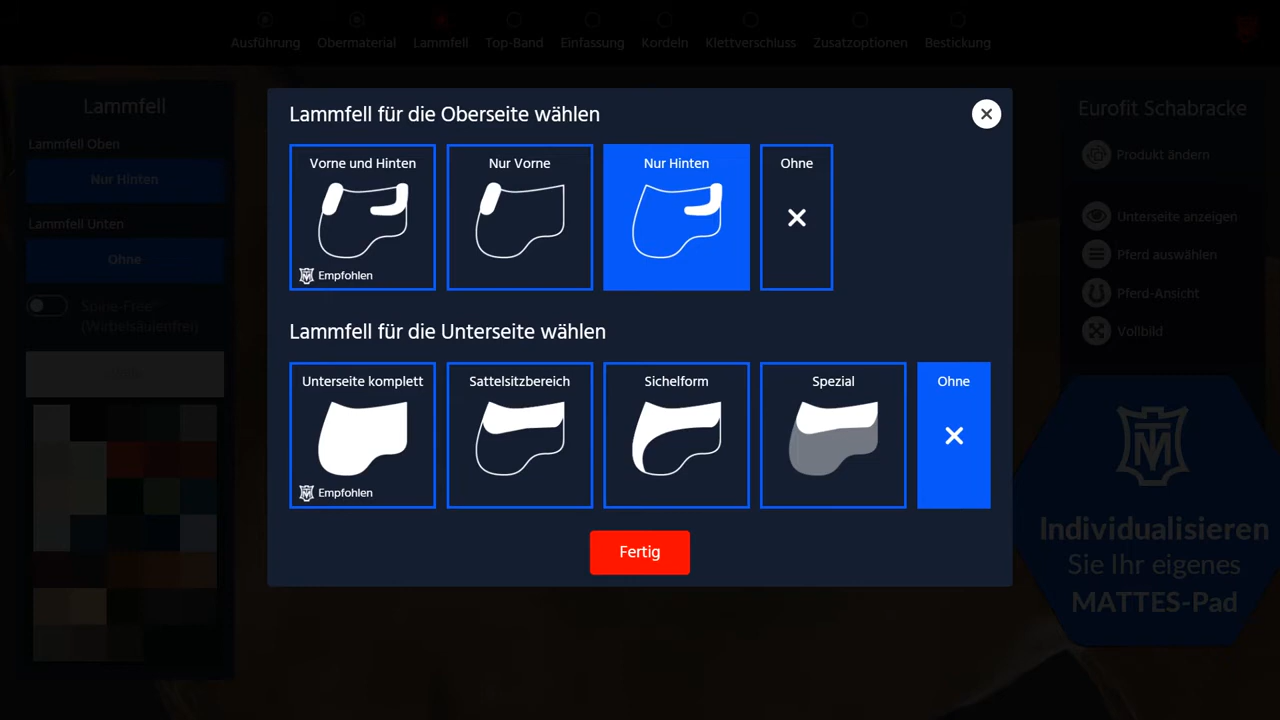 Ausführung
Obermaterial
Lammfell
Top-Band
Einfassung
Kordeln
Klettverschluss
Zusatzoptionen
Bestickung
Lammfell
Lammfell Oben
Nur Hinten
Lammfell Unten
Ohne
Spine-Free
(Wirbelsäulenfrei)
Lammfell für die Oberseite wählen
Vorne und Hinten
Empfohlen
Nur Vorne
Nur Hinten
Ohne
Lammfell für die Unterseite wählen
Unterseite komplett
Empfohlen
Sattelsitzbereich
Sichelform
Spezial
Ohne
Fertig
Eurofit Schabracke
Produkt ändern
Unterseite anzeigen
Pferd auswählen
Pferd-Ansicht
Vollbild
Individualisieren
Sie Ihr eigenes
MATTES-Pad